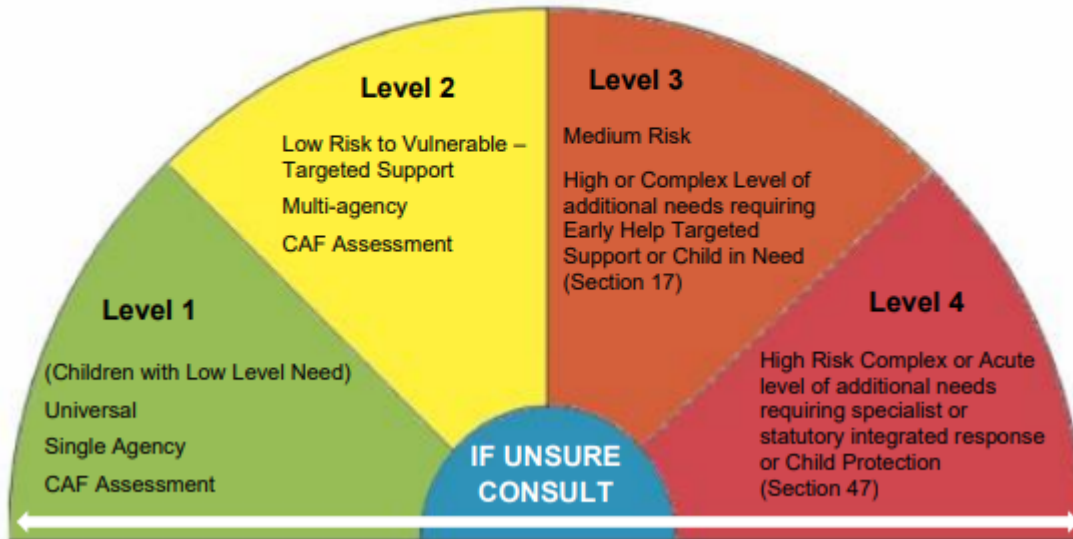 Level 1
(Children with Low Level Need)
Universal
Single Agency
CAF Assessment
Level 2
Low Risk to Vulnerable –
Targeted Support
Multi-agency
CAF Assessment
Level 3
Medium Risk
High or Complex Level of
additional needs requiring
Early Help Targeted
Support or Child in Need
(Section 17)
Level 4
High Risk Complex or Acute
level of additional needs
requiring specialist or
statutory integrated response
or Child Protection
(Section 47)
IF UNSURE
CONSULT